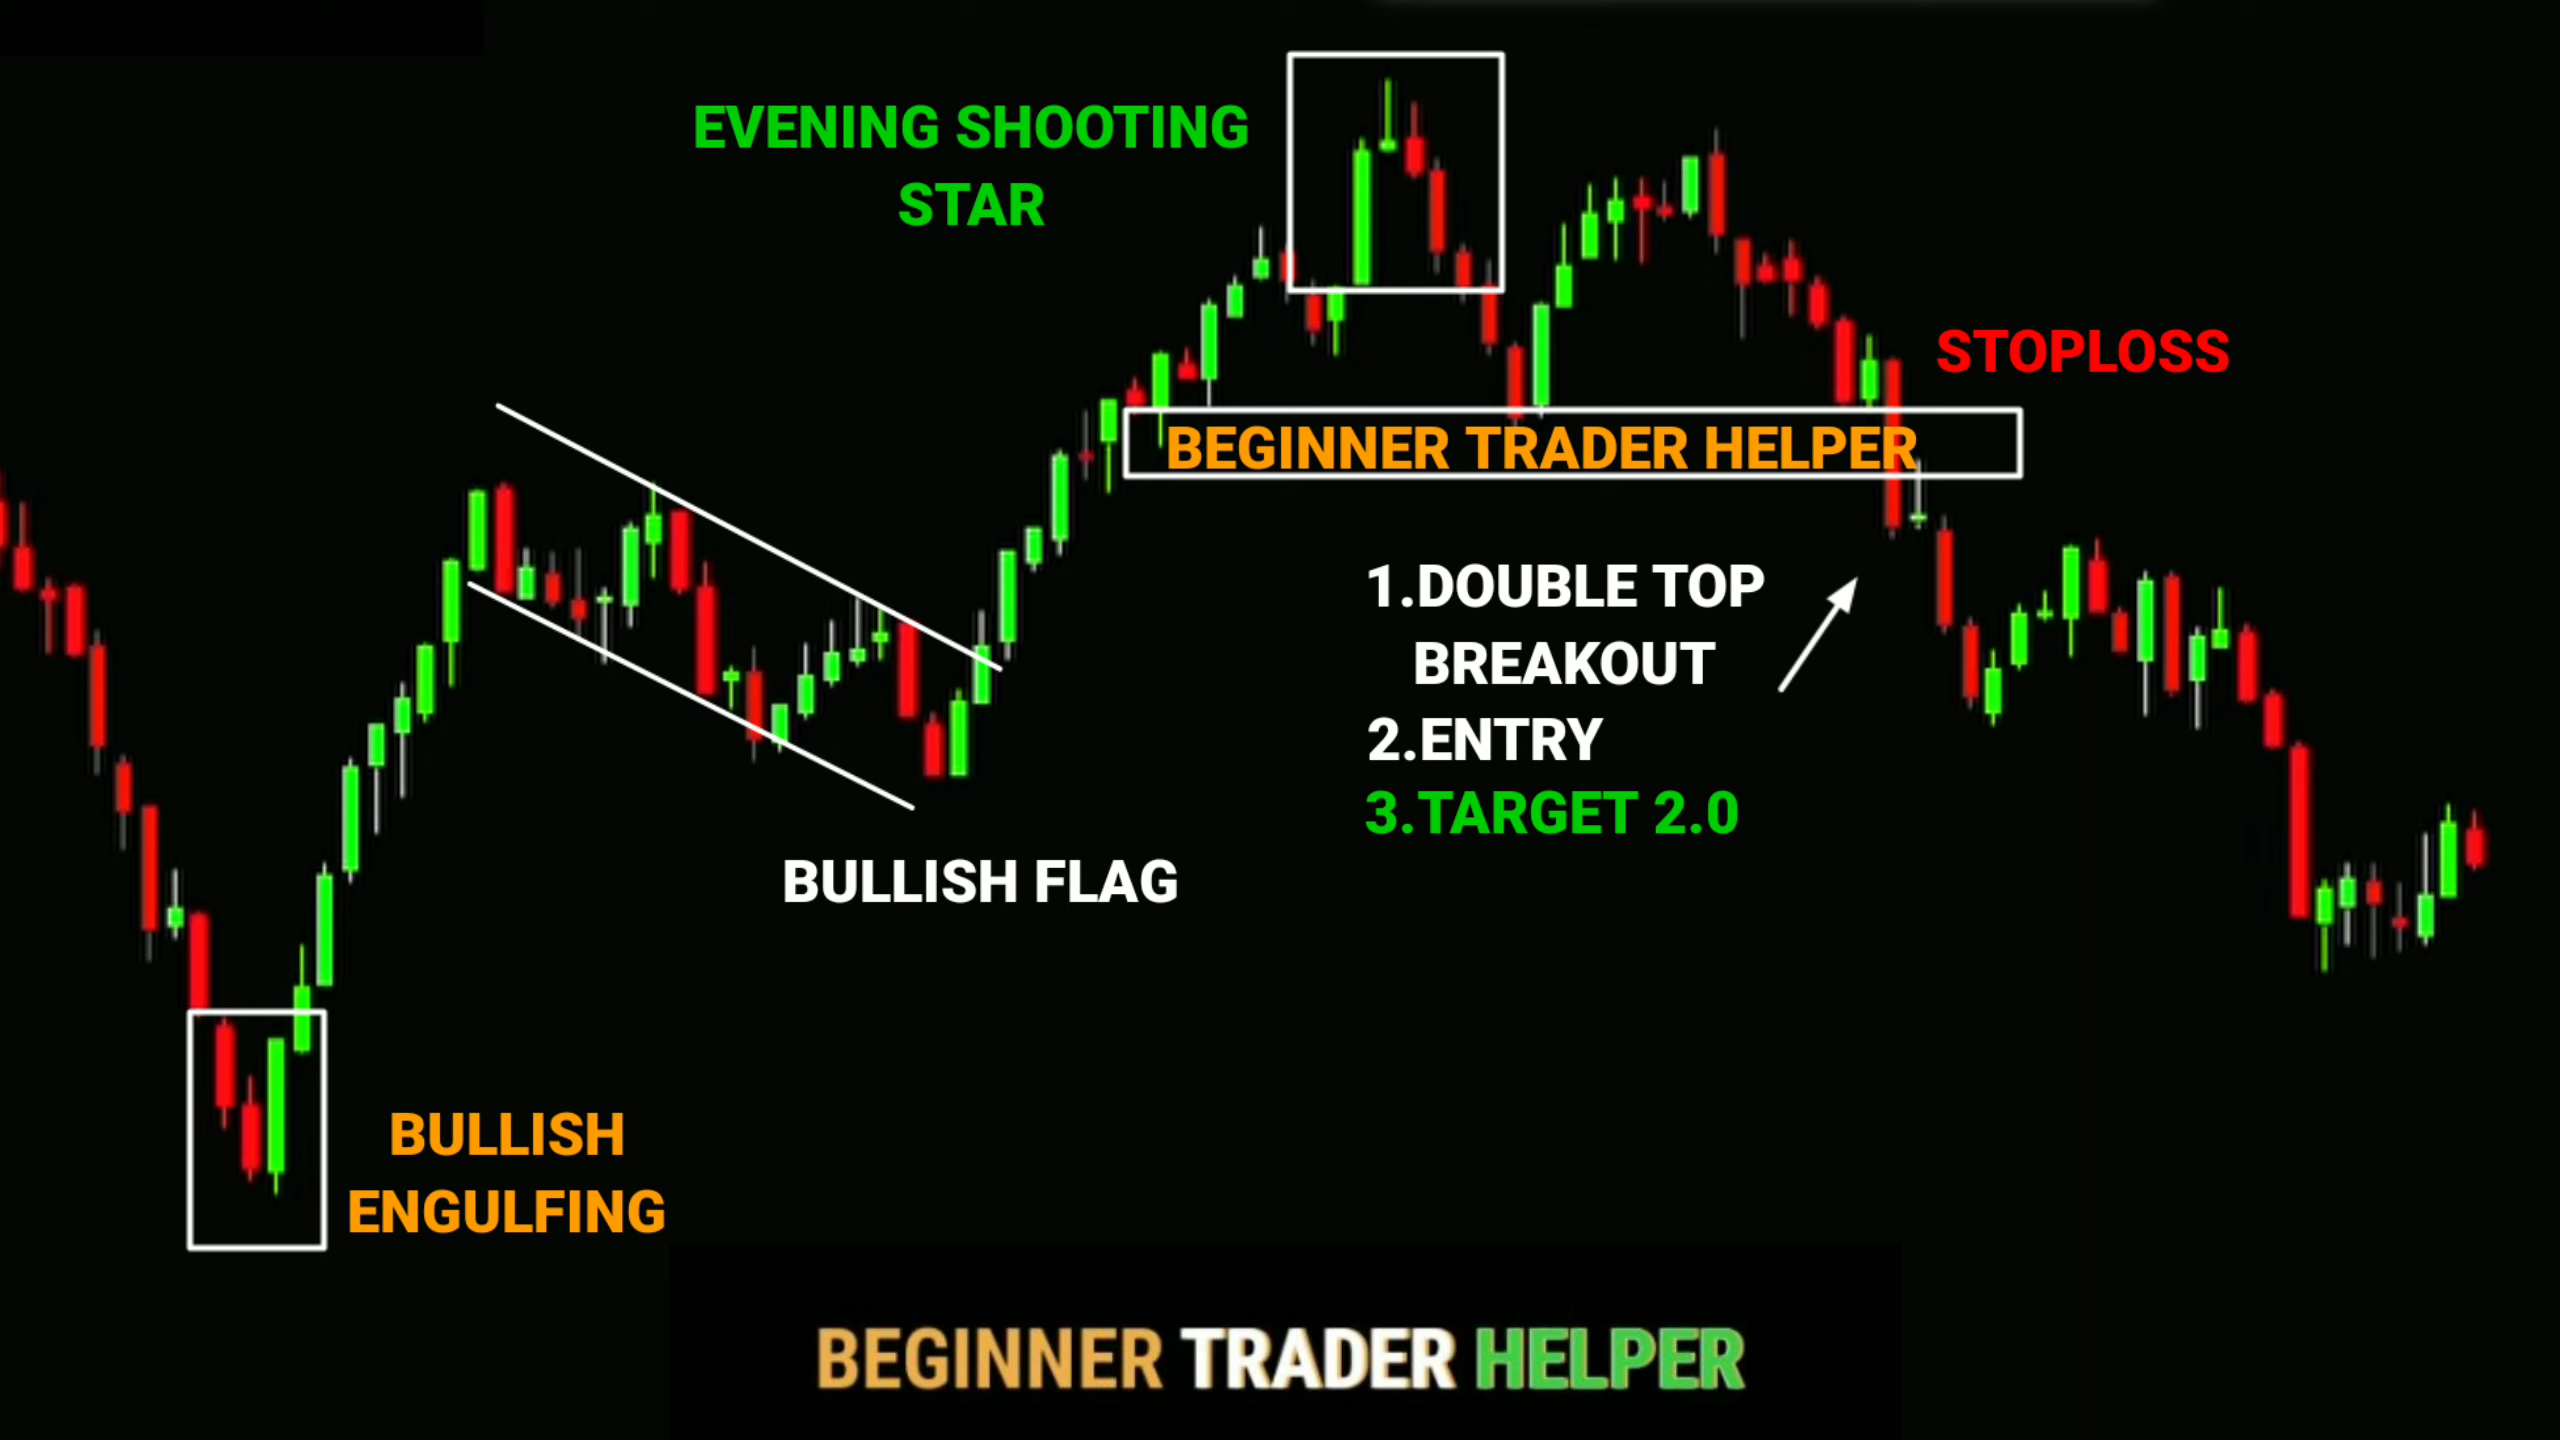 EVENING SHOOTING
STAR
STOPLOSS
BEGINNER TRADER HELPER
1.DOUBLE TOP
BREAKOUT
2.ENTRY
3.TARGET 2.0
BULLISH FLAG
BULLISH
ENGULFING
BEGINNER TRADER HELPER